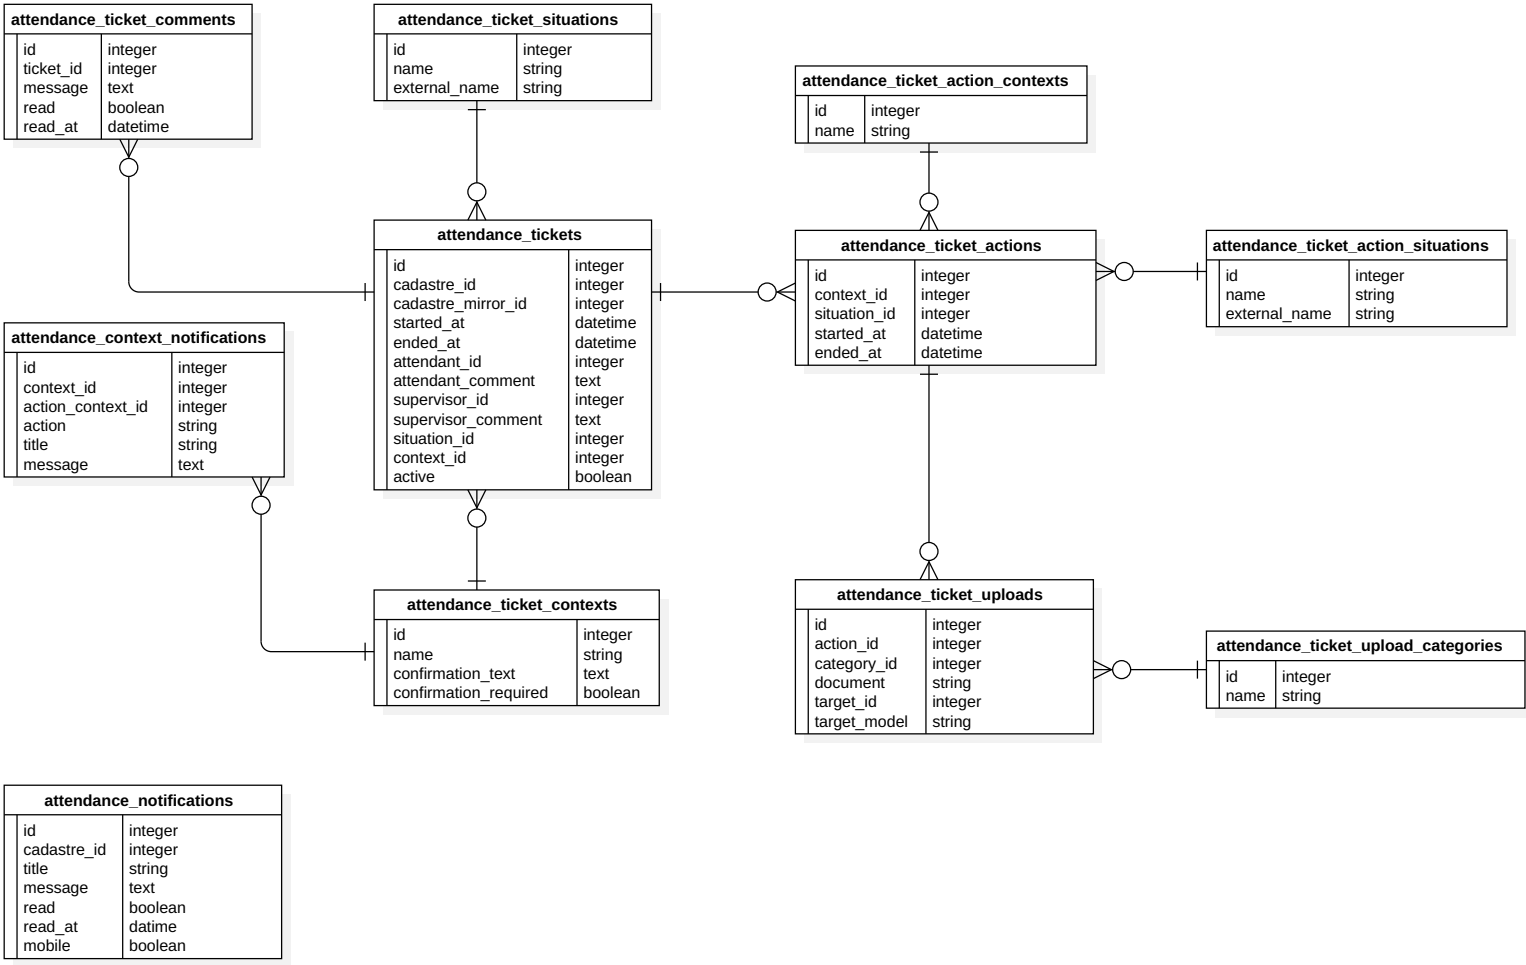 attendance_ticket_comments
id integer
ticket_id integer
message text
read boolean
read_at datetime
attendance_ticket_situations
id integer
name string
external_name string
attendance_ticket_action_contexts
id integer
name string
attendance_tickets
id integer
cadastre_id integer
cadastre_mirror_id integer
started_at datetime
ended_at datetime
attendant_id integer
attendant_comment text
supervisor_id integer
supervisor_comment text
situation_id integer
context_id integer
active boolean
attendance_ticket_actions
id integer
context_id integer
situation_id integer
started_at datetime
ended_at datetime
attendance_ticket_action_situations
id integer
name string
external_name string
attendance_context_notifications
id integer
context_id integer
action_context_id integer
action string
title string
message text
attendance_ticket_contexts
id integer
name string
confirmation_text text
confirmation_required boolean
attendance_ticket_uploads
id integer
action_id integer
category_id integer
document string
target_id integer
target_model string
attendance_ticket_upload_categories
id integer
name string
attendance_notifications
id integer
cadastre_id integer
title string
message text
read boolean
read_at datime
mobile boolean